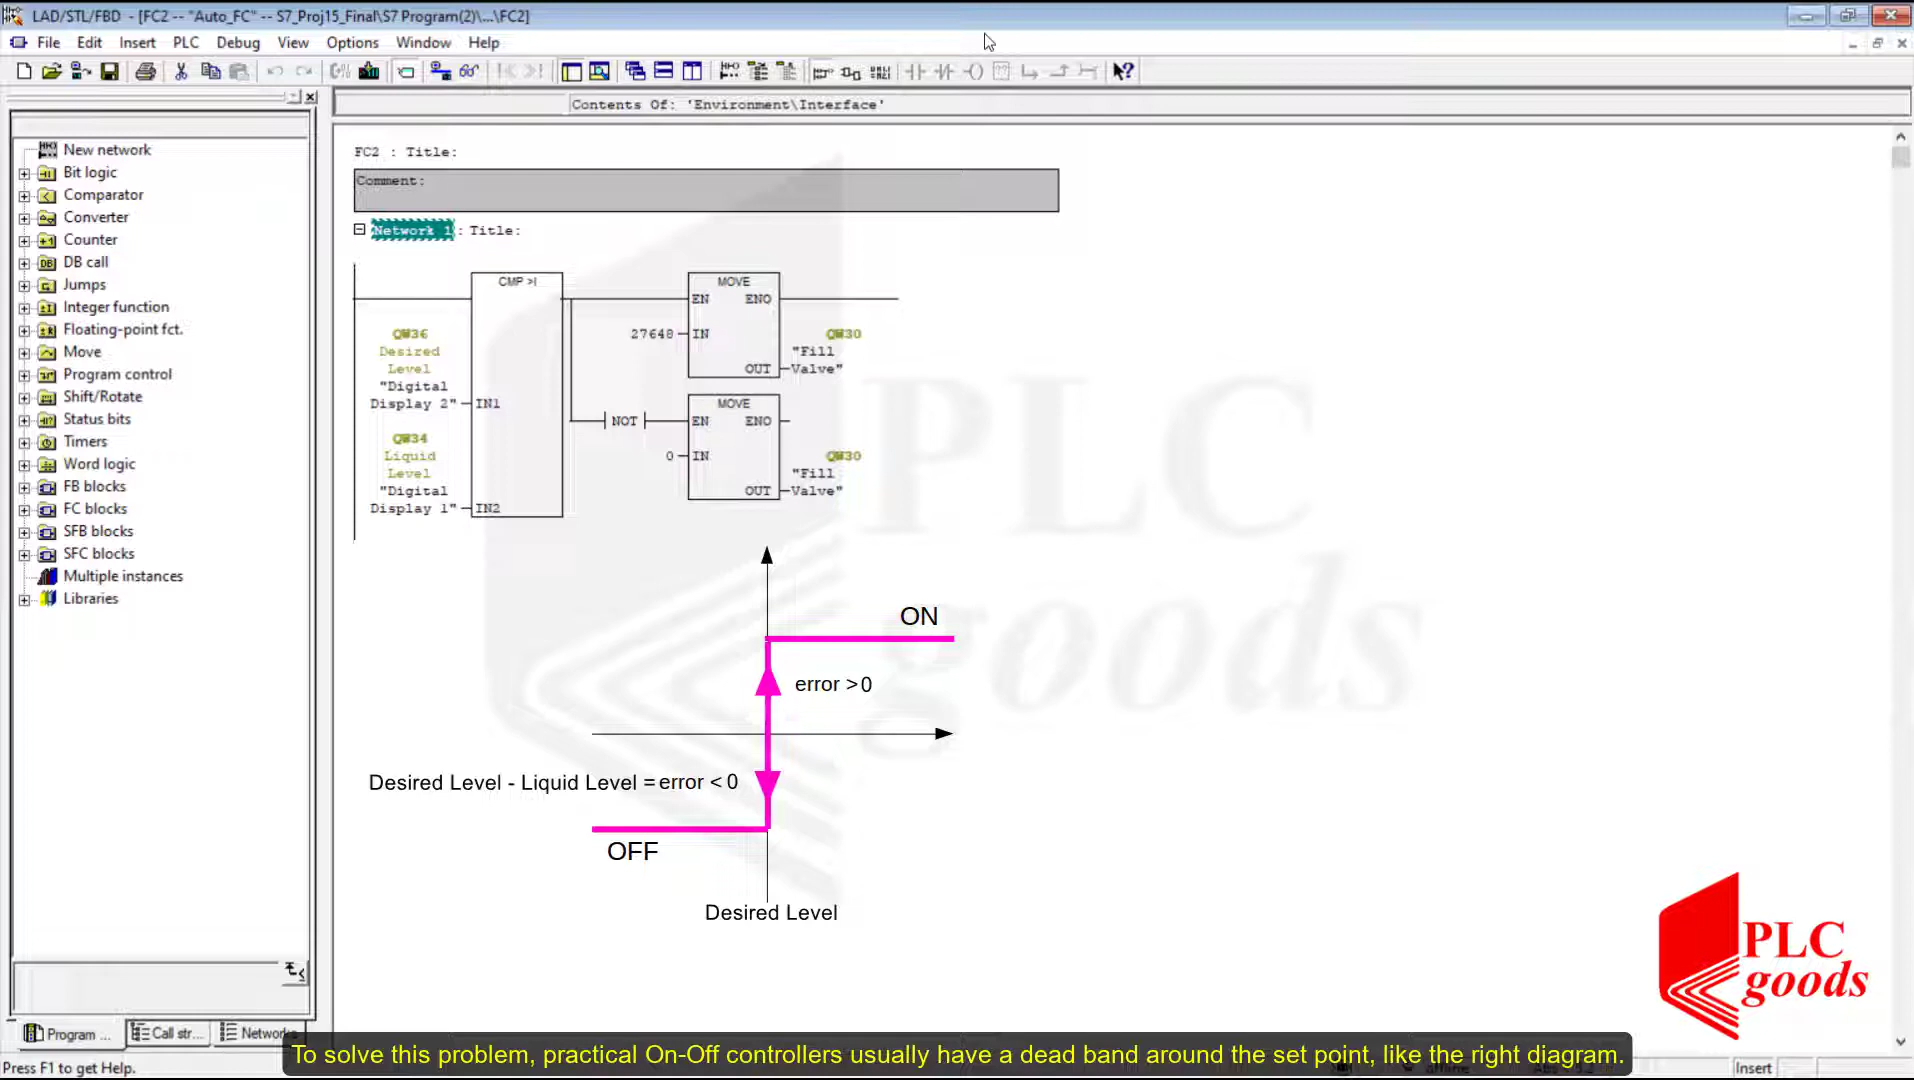 LAD/STL/FBD - [FC2 -- "Auto_FC" -- S7_Proj15_Final\S7 Program(2)\...\FC2]
File Edit Insert PLC Debug View Options Window Help
Contents Of: 'Environment\Interface'
New network
Bit logic
Comparator
Converter
Counter
DB call
Jumps
Integer function
Floating-point fct.
Move
Program control
Shift/Rotate
Status bits
Timers
Word logic
FB blocks
FC blocks
SFB blocks
SFC blocks
Multiple instances
Libraries
Program ... Call str... Network
FC2 : Title:
Comment:
Network 1: Title:
CMP >I
QW36
Desired
Level
"Digital
Display 2" IN1
QW34
Liquid
Level
"Digital
Display 1" IN2
MOVE
EN ENO
27648 IN QW30
"Fill
OUT Valve"
MOVE
NOT EN ENO
0 IN QW30
"Fill
OUT Valve"
ON
error >0
Desired Level - Liquid Level = error < 0
OFF
Desired Level
PLC
goods
PLC
goods
To solve this problem, practical On-Off controllers usually have a dead band around the set point, like the right diagram.
Press F1 to get Help.
Insert